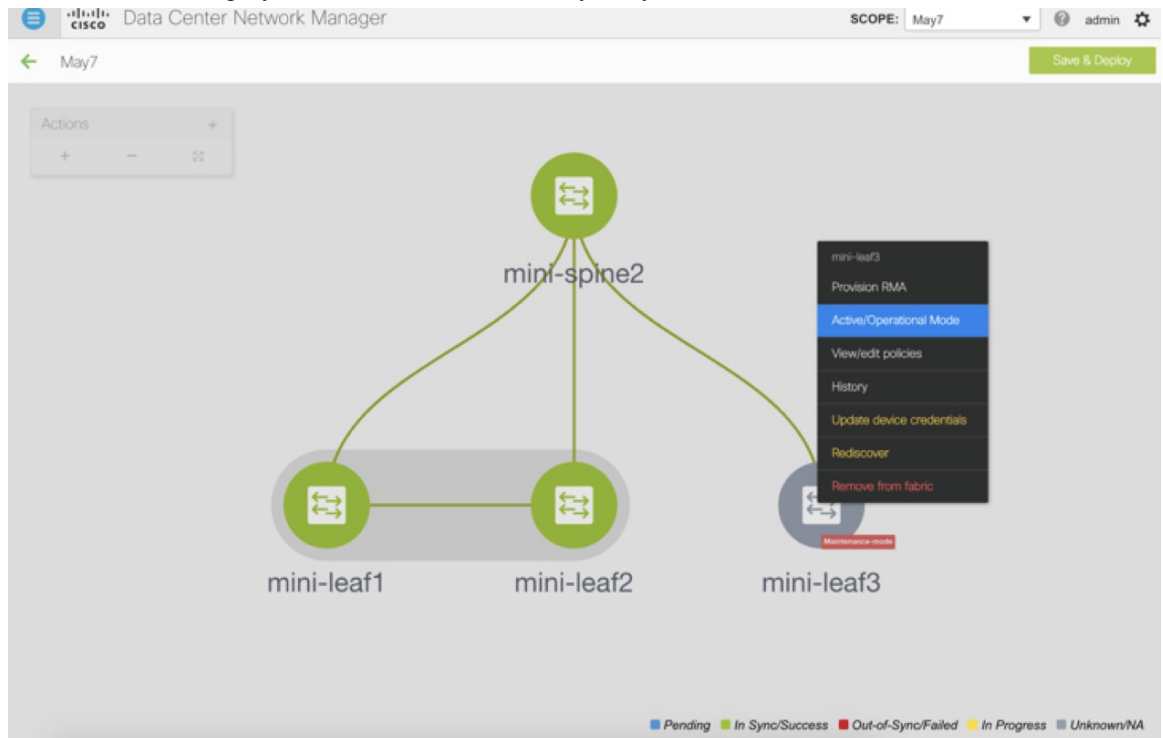 cisco Data Center Network Manager SCOPE: May7 admin
May7 Save & Deploy
Actions +
+ −
mini-spine2
mini-leaf3
Provision RMA
Active/Operational Mode
View/edit policies
History
Update device credentials
Rediscover
Remove from fabric
Maintenance-mode
mini-leaf1 mini-leaf2 mini-leaf3
Pending In Sync/Success Out-of-Sync/Failed In Progress Unknown/NA